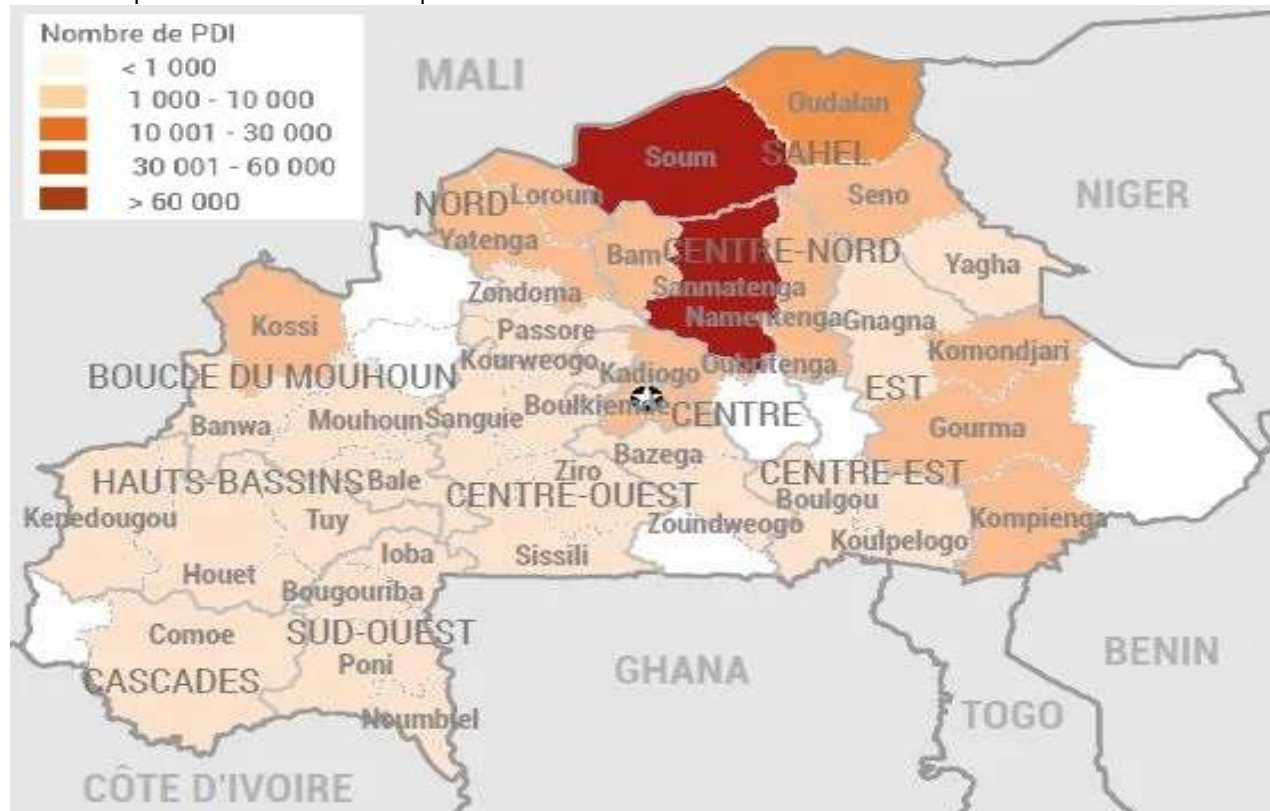 Nombre de PDI
< 1 000
1 000 - 10 000
10 001 - 30 000
30 001 - 60 000
> 60 000
MALI
Oudalan
Soum
SAHEL
NIGER
Loroum
NORD
Seno
Yatenga
Bam
CENTRE-NORD
Yagha
Sanmatenga
Zondoma
Namentenga
Gnagna
Kossi
Passore
Komondjari
Kourweogo
Oubritenga
Kadiogo
BOUCLE DU MOUHOUN
EST
Boulkiemde
CENTRE
Banwa
Mouhoun
Sanguie
Gourma
Bazega
Ziro
CENTRE-EST
HAUTS-BASSINS
Bale
CENTRE-OUEST
Boulgou
Kenedougou
Tuy
Zoundweogo
Kompienga
Koulpelogo
Ioba
Sissili
Houet
Bougouriba
Comoe
SUD-OUEST
BENIN
Poni
GHANA
CASCADES
Noumbiel
TOGO
CÔTE D'IVOIRE